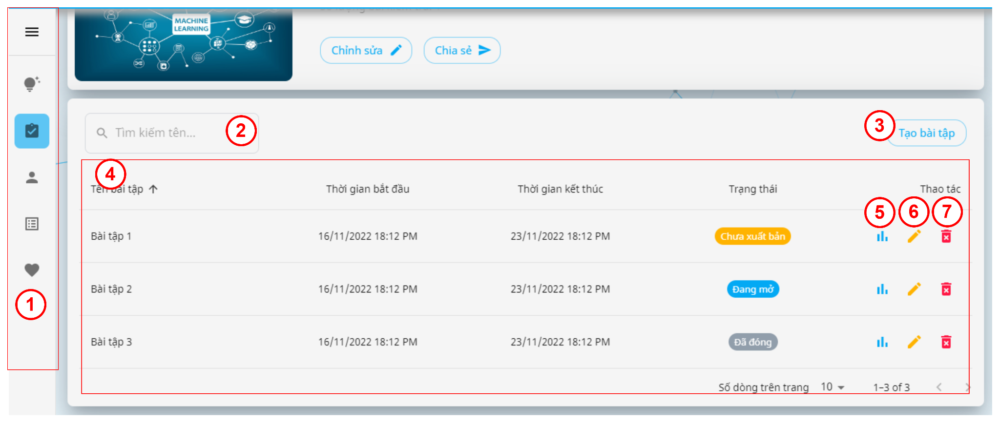 MACHINE
LEARNING
Chỉnh sửa
Chia sẻ
Tìm kiếm tên...
2
3
Tạo bài tập
4
Tên bài tập
Thời gian bắt đầu
Thời gian kết thúc
Trạng thái
Thao tác
5
6
7
Bài tập 1
16/11/2022 18:12 PM
23/11/2022 18:12 PM
Chưa xuất bản
Bài tập 2
16/11/2022 18:12 PM
23/11/2022 18:12 PM
Đang mở
1
Bài tập 3
16/11/2022 18:12 PM
23/11/2022 18:12 PM
Đã đóng
Số dòng trên trang 10
1–3 of 3